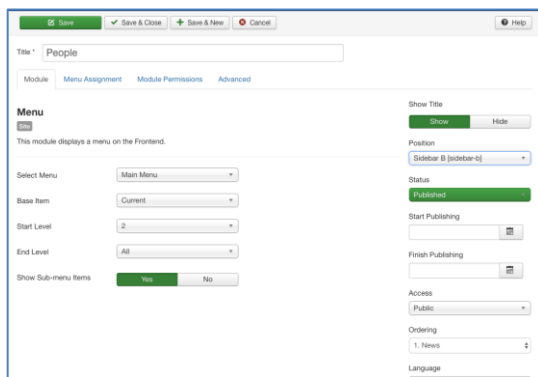 Save Save & Close Save & New Cancel Help
Title * People
Module Menu Assignment Module Permissions Advanced
Menu
Site
This module displays a menu on the Frontend.
Select Menu Main Menu
Base Item Current
Start Level 2
End Level All
Show Sub-menu Items Yes No
Show Title
Show Hide
Position
Sidebar B [sidebar-b]
Status
Published
Start Publishing
Finish Publishing
Access
Public
Ordering
1. News
Language